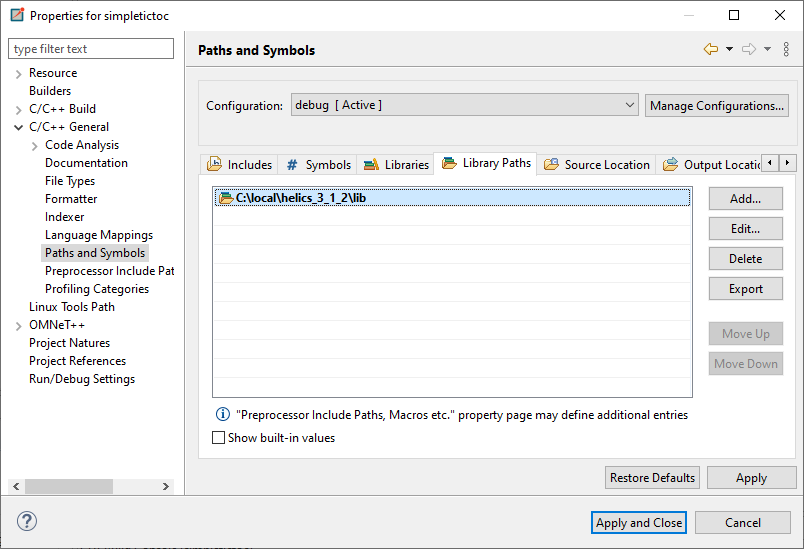 Properties for simpletictoc
type filter text
Resource
Builders
C/C++ Build
C/C++ General
Code Analysis
Documentation
File Types
Formatter
Indexer
Language Mappings
Paths and Symbols
Preprocessor Include Pat
Profiling Categories
Linux Tools Path
OMNeT++
Project Natures
Project References
Run/Debug Settings
Paths and Symbols
Configuration: debug [ Active ] Manage Configurations...
Includes # Symbols Libraries Library Paths Source Location Output Locatio
C:\local\helics_3_1_2\lib
Add...
Edit...
Delete
Export
Move Up
Move Down
"Preprocessor Include Paths, Macros etc." property page may define additional entries
Show built-in values
Restore Defaults Apply
Apply and Close Cancel